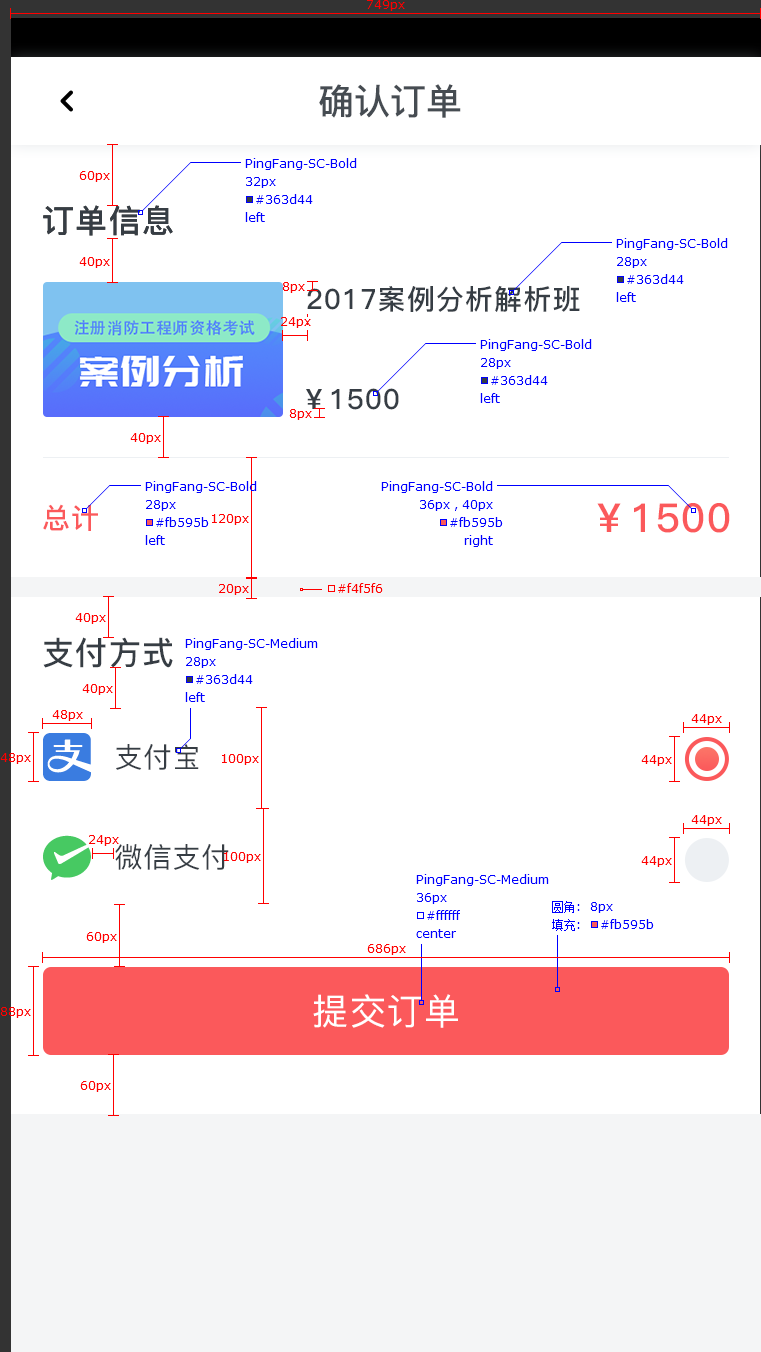 749px
确认订单
60px
PingFang-SC-Bold
32px
#363d44
left
订单信息
40px
PingFang-SC-Bold
28px
#363d44
left
8px
2017案例分析解析班
24px
注册消防工程师资格考试
案例分析
PingFang-SC-Bold
28px
#363d44
left
¥1500
8px
40px
PingFang-SC-Bold
28px
#fb595b
left
120px
PingFang-SC-Bold
36px , 40px
#fb595b
right
总计
¥1500
20px
#f4f5f6
40px
支付方式
PingFang-SC-Medium
28px
#363d44
left
40px
48px
48px
支
支付宝
100px
44px
44px
24px
微信支付
100px
44px
44px
PingFang-SC-Medium
36px
#ffffff
center
圆角: 8px
填充: #fb595b
60px
686px
88px
提交订单
60px